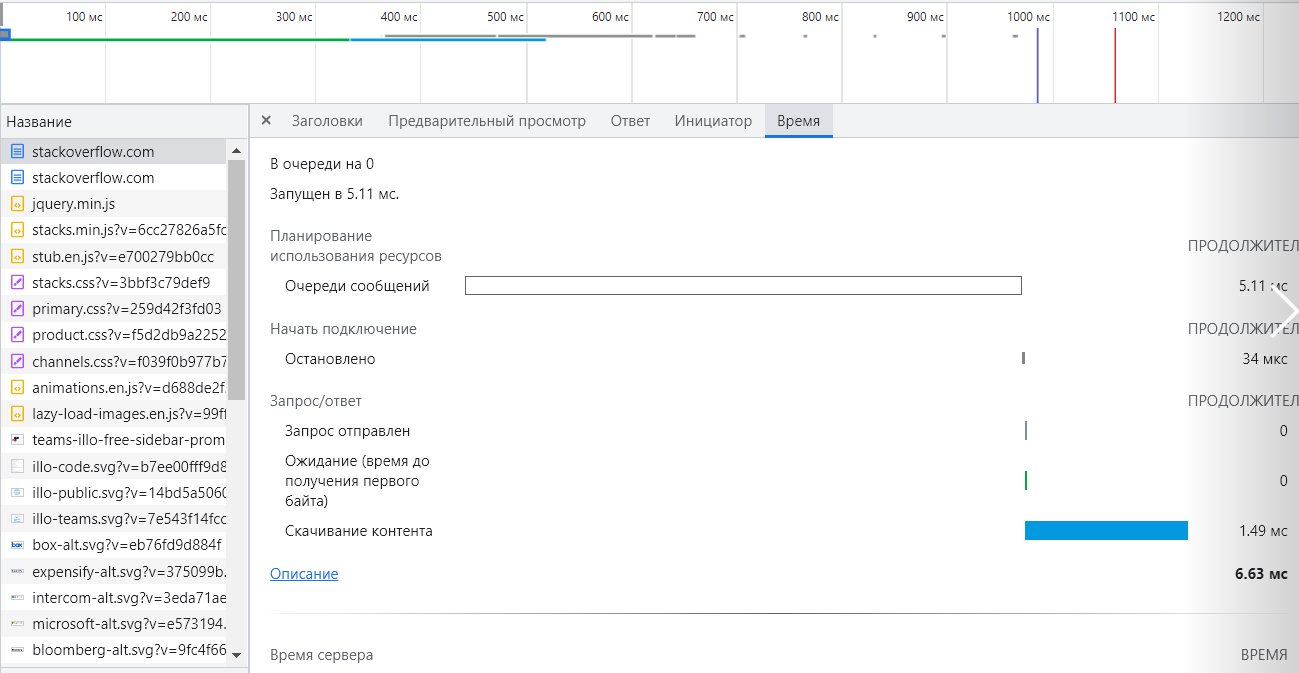 100 мс 200 мс 300 мс 400 мс 500 мс 600 мс 700 мс 800 мс 900 мс 1000 мс 1100 мс 1200 мс
Название
stackoverflow.com
stackoverflow.com
jquery.min.js
stacks.min.js?v=6cc27826a5fc
stub.en.js?v=e700279bb0cc
stacks.css?v=3bbf3c79def9
primary.css?v=259d42f3fd03
product.css?v=f5d2db9a2252
channels.css?v=f039f0b977b7
animations.en.js?v=d688de2f
lazy-load-images.en.js?v=99ff
teams-illo-free-sidebar-prom
illo-code.svg?v=b7ee00fff9d8
illo-public.svg?v=14bd5a5060
illo-teams.svg?v=7e543f14fcc
box-alt.svg?v=eb76fd9d884f
expensify-alt.svg?v=375099b.
intercom-alt.svg?v=3eda71ae
microsoft-alt.svg?v=e573194.
bloomberg-alt.svg?v=9fc4f66
Заголовки Предварительный просмотр Ответ Инициатор Время
В очереди на 0
Запущен в 5.11 мс.
Планирование
использования ресурсов ПРОДОЛЖИТЕЛ
Очереди сообщений 5.11 мс
Начать подключение ПРОДОЛЖИТЕЛ
Остановлено 34 мкс
Запрос/ответ ПРОДОЛЖИТЕЛ
Запрос отправлен 0
Ожидание (время до
получения первого 0
байта)
Скачивание контента 1.49 мс
Описание 6.63 мс
Время сервера ВРЕМЯ